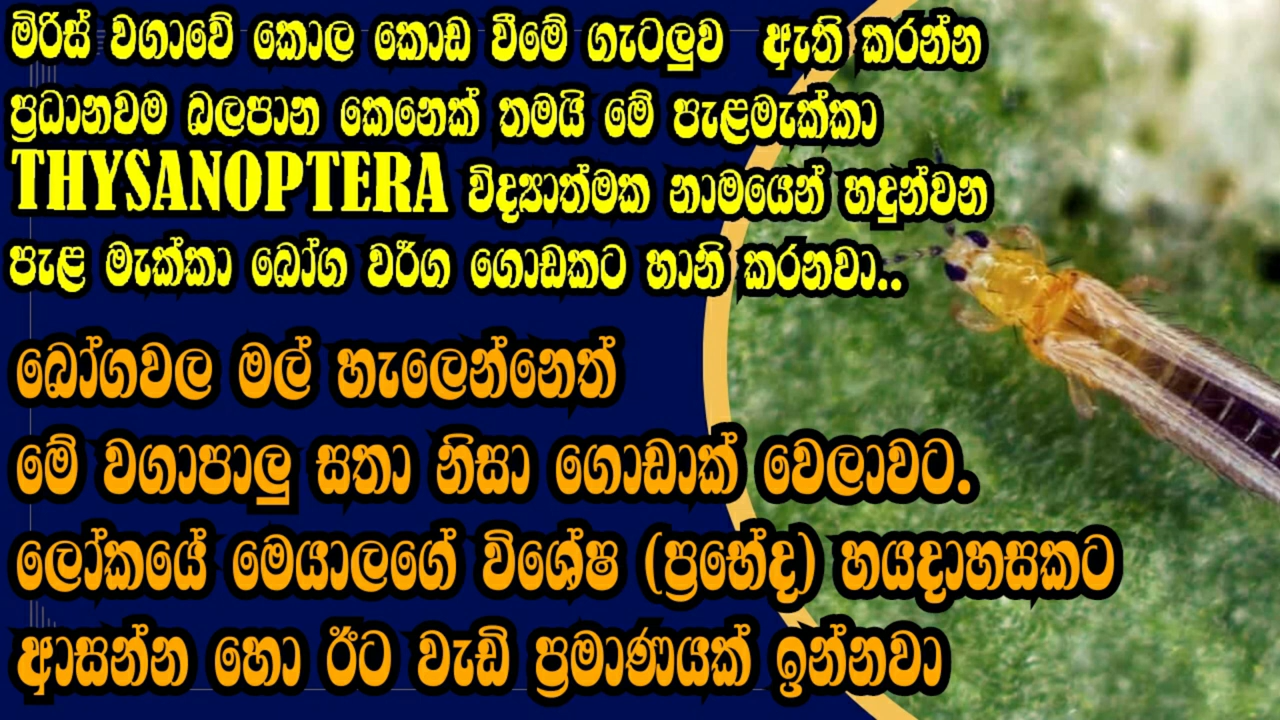 මිරිස් වගාවේ කොල කොඩ වීමේ ගැටලුව ඇති කරන්න
ප්‍රධානවම බලපාන කෙනෙක් තමයි මේ පැළමැක්කා
THYSANOPTERA විද්‍යාත්මක නාමයෙන් හඳුන්වන
පැළ මැක්කා බෝග වර්ග ගොඩකට හානි කරනවා..
බෝගවල මල් හැලෙන්නෙත්
මේ වගාපාලු සතා නිසා ගොඩාක් වෙලාවට.
ලෝකයේ මෙයාලගේ විශේෂ (ප්‍රභේද) හයදාහසකට
ආසන්න හො ඊට වැඩි ප්‍රමාණයක් ඉන්නවා